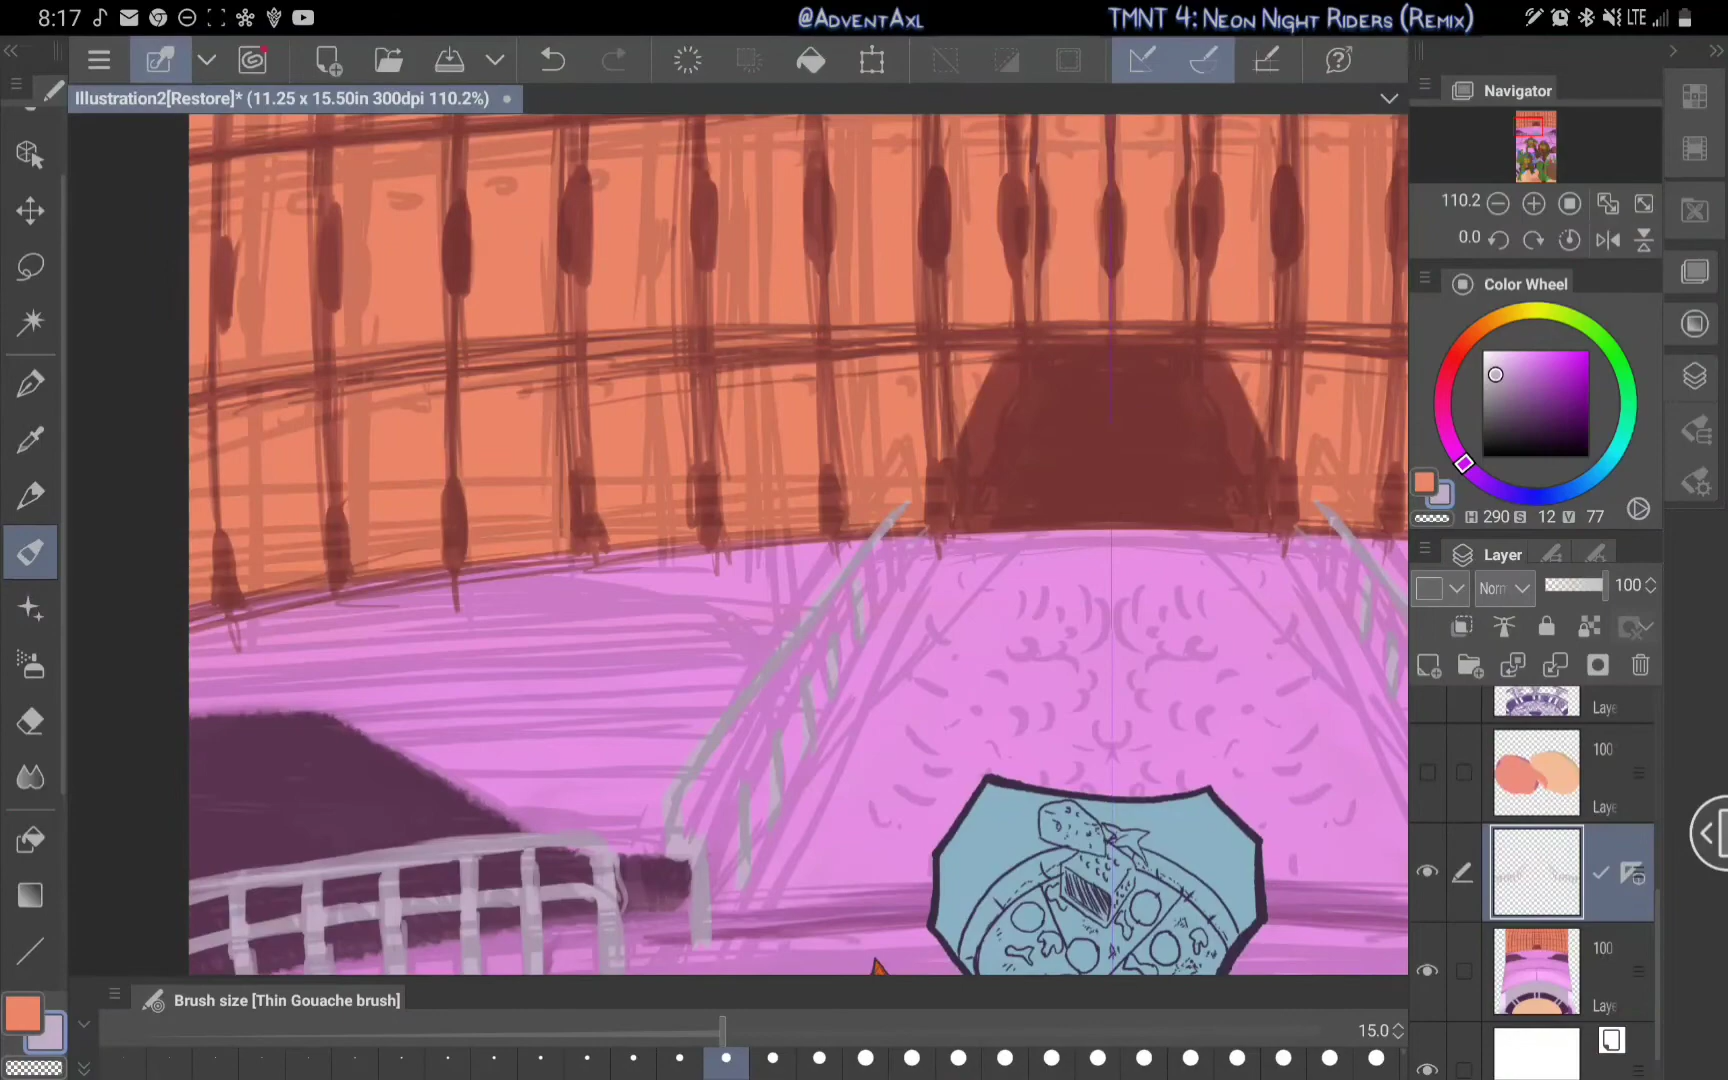 8:17
@AdventAxl
TMNT 4: Neon Night Riders (Remix)
LTE
Illustration2[Restore]* (11.25 x 15.50in 300dpi 110.2%)
Navigator
110.2
0.0
Color Wheel
H 290 S 12 V 77
Layer
Norr
100
Laye
100
Laye
100
Laye
Brush size [Thin Gouache brush]
15.0